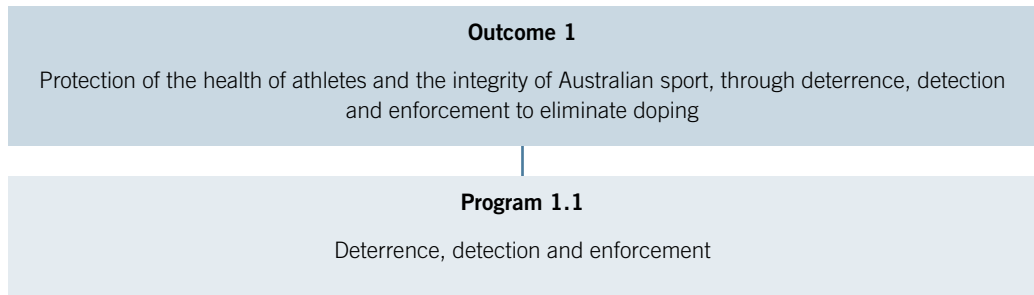 Outcome 1
Protection of the health of athletes and the integrity of Australian sport, through deterrence, detection
and enforcement to eliminate doping
Program 1.1
Deterrence, detection and enforcement